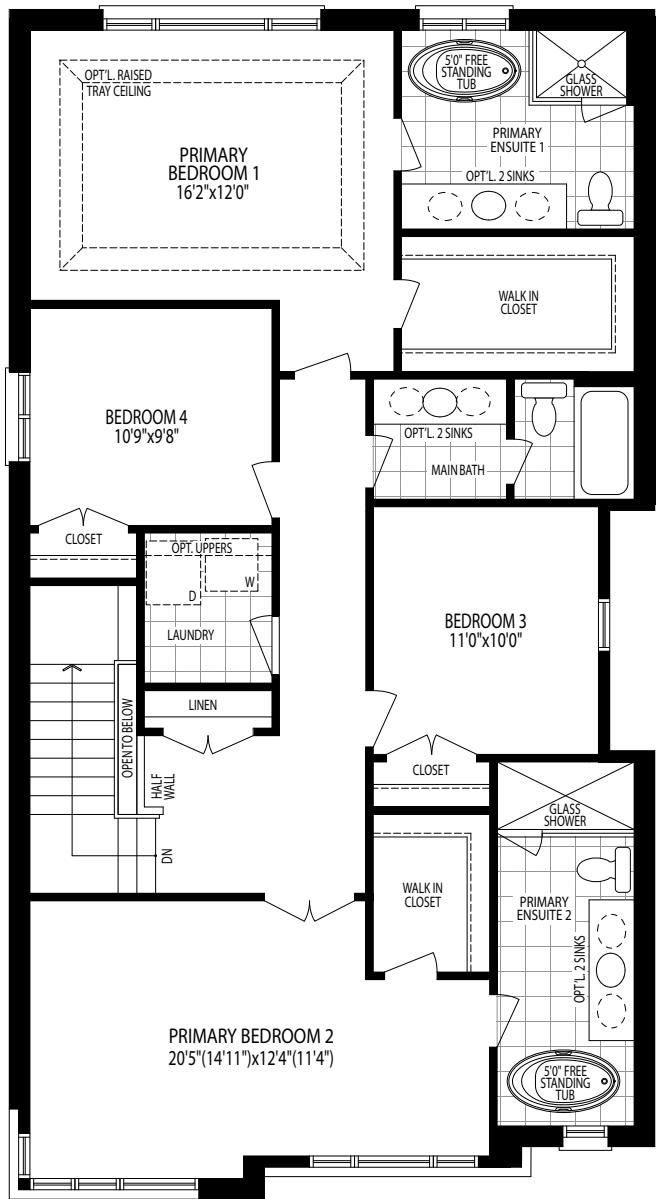 OPT'L. RAISED
TRAY CEILING
PRIMARY
BEDROOM 1
16'2"x12'0"
5'0" FREE
STANDING
TUB
GLASS
SHOWER
PRIMARY
ENSUITE 1
OPT'L. 2 SINKS
WALK IN
CLOSET
BEDROOM 4
10'9"x9'8"
OPT'L. 2 SINKS
MAIN BATH
CLOSET
OPT. UPPERS
W
D
LAUNDRY
BEDROOM 3
11'0"x10'0"
LINEN
OPEN TO BELOW
HALF
WALL
DN
CLOSET
GLASS
SHOWER
WALK IN
CLOSET
PRIMARY
ENSUITE 2
OPT'L. 2 SINKS
PRIMARY BEDROOM 2
20'5"(14'11")x12'4"(11'4")
5'0" FREE
STANDING
TUB